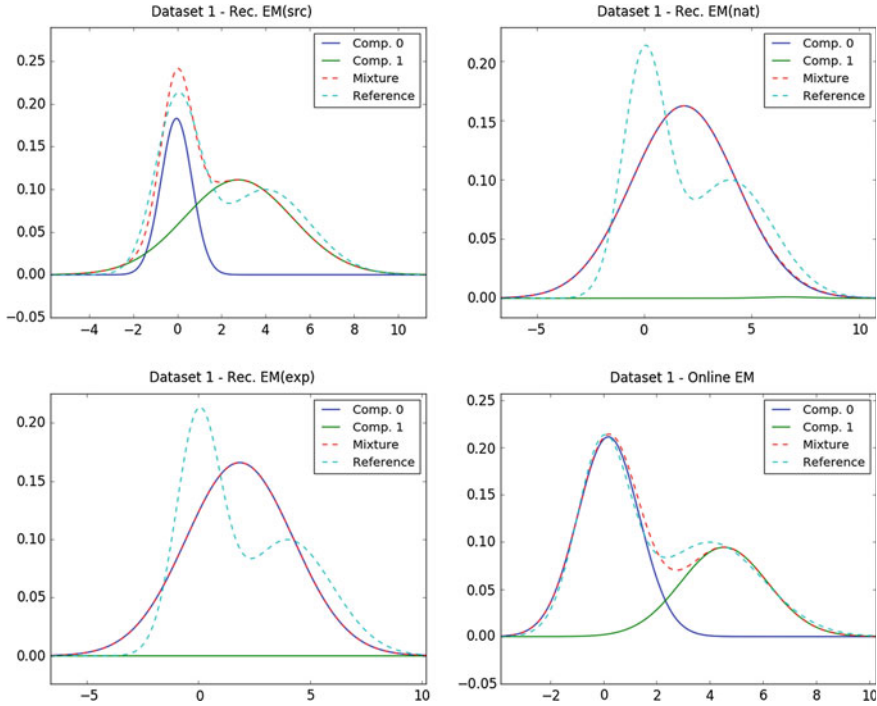 Dataset 1 - Rec. EM(src)
Comp. 0
Comp. 1
Mixture
Reference
0.25
0.20
0.15
0.10
0.05
0.00
−0.05
−4 −2 0 2 4 6 8 10
Dataset 1 - Rec. EM(nat)
Comp. 0
Comp. 1
Mixture
Reference
0.20
0.15
0.10
0.05
0.00
−5 0 5 10
Dataset 1 - Rec. EM(exp)
Comp. 0
Comp. 1
Mixture
Reference
0.20
0.15
0.10
0.05
0.00
−5 0 5 10
Dataset 1 - Online EM
Comp. 0
Comp. 1
Mixture
Reference
0.25
0.20
0.15
0.10
0.05
0.00
−0.05
−2 0 2 4 6 8 10